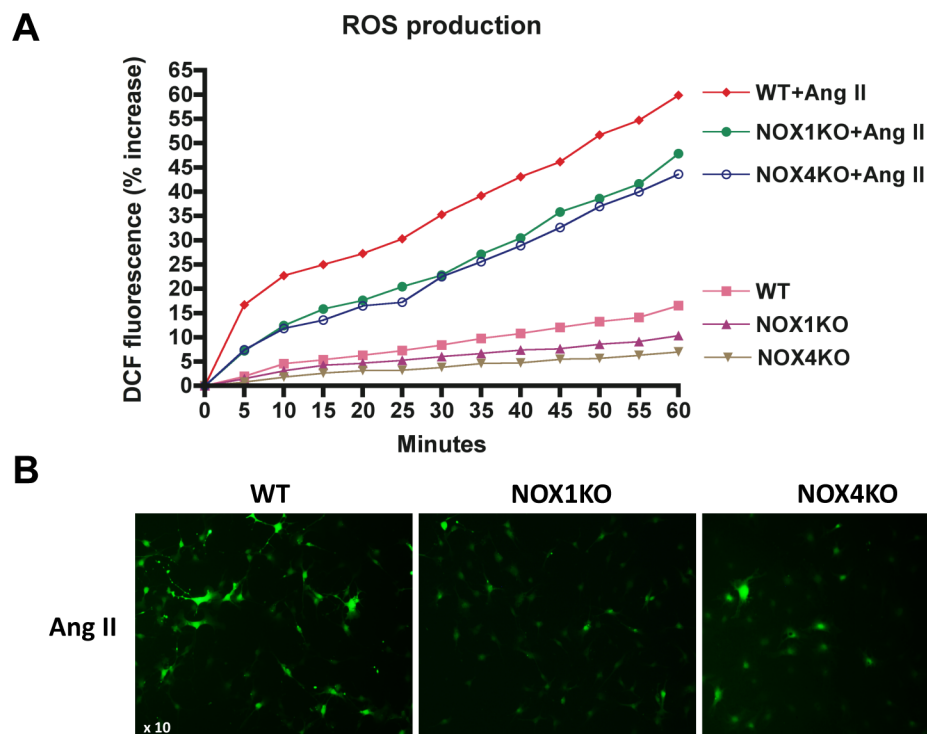 A
ROS production
DCF fluorescence (% increase)
65
60
55
50
45
40
35
30
25
20
15
10
5
0
0 5 10 15 20 25 30 35 40 45 50 55 60
Minutes
WT+Ang II
NOX1KO+Ang II
NOX4KO+Ang II
WT
NOX1KO
NOX4KO
B
WT NOX1KO NOX4KO
Ang II
x 10